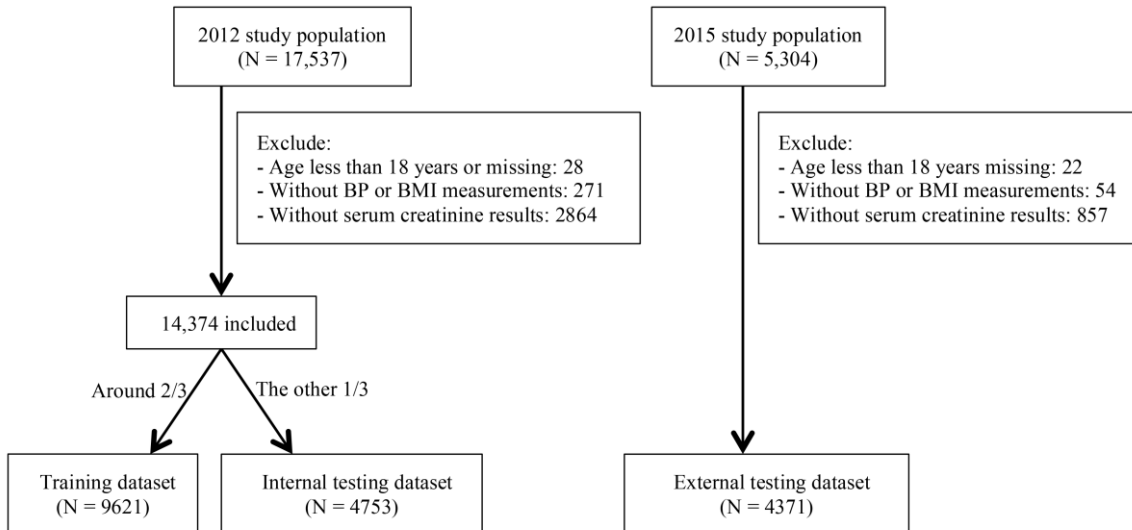 2012 study population
(N = 17,537)
2015 study population
(N = 5,304)
Exclude:
- Age less than 18 years or missing: 28
- Without BP or BMI measurements: 271
- Without serum creatinine results: 2864
Exclude:
- Age less than 18 years missing: 22
- Without BP or BMI measurements: 54
- Without serum creatinine results: 857
14,374 included
Around 2/3
The other 1/3
Training dataset
(N = 9621)
Internal testing dataset
(N = 4753)
External testing dataset
(N = 4371)